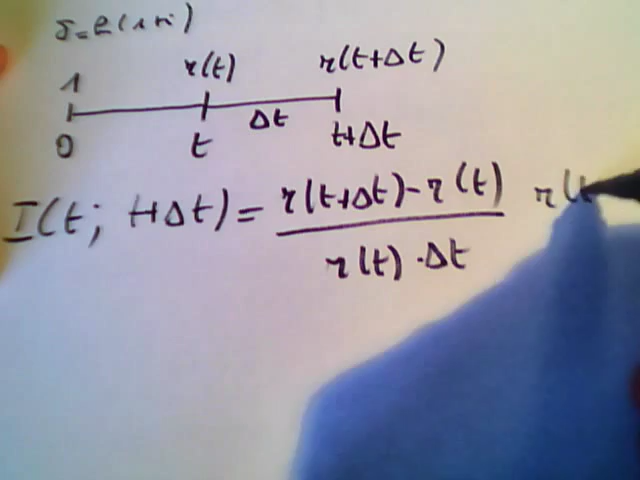 1 r(t) r(t+Δt)
0 t Δt t+Δt
I(t; t+Δt) = r(t+Δt) - r(t) r(t
r(t) · Δt